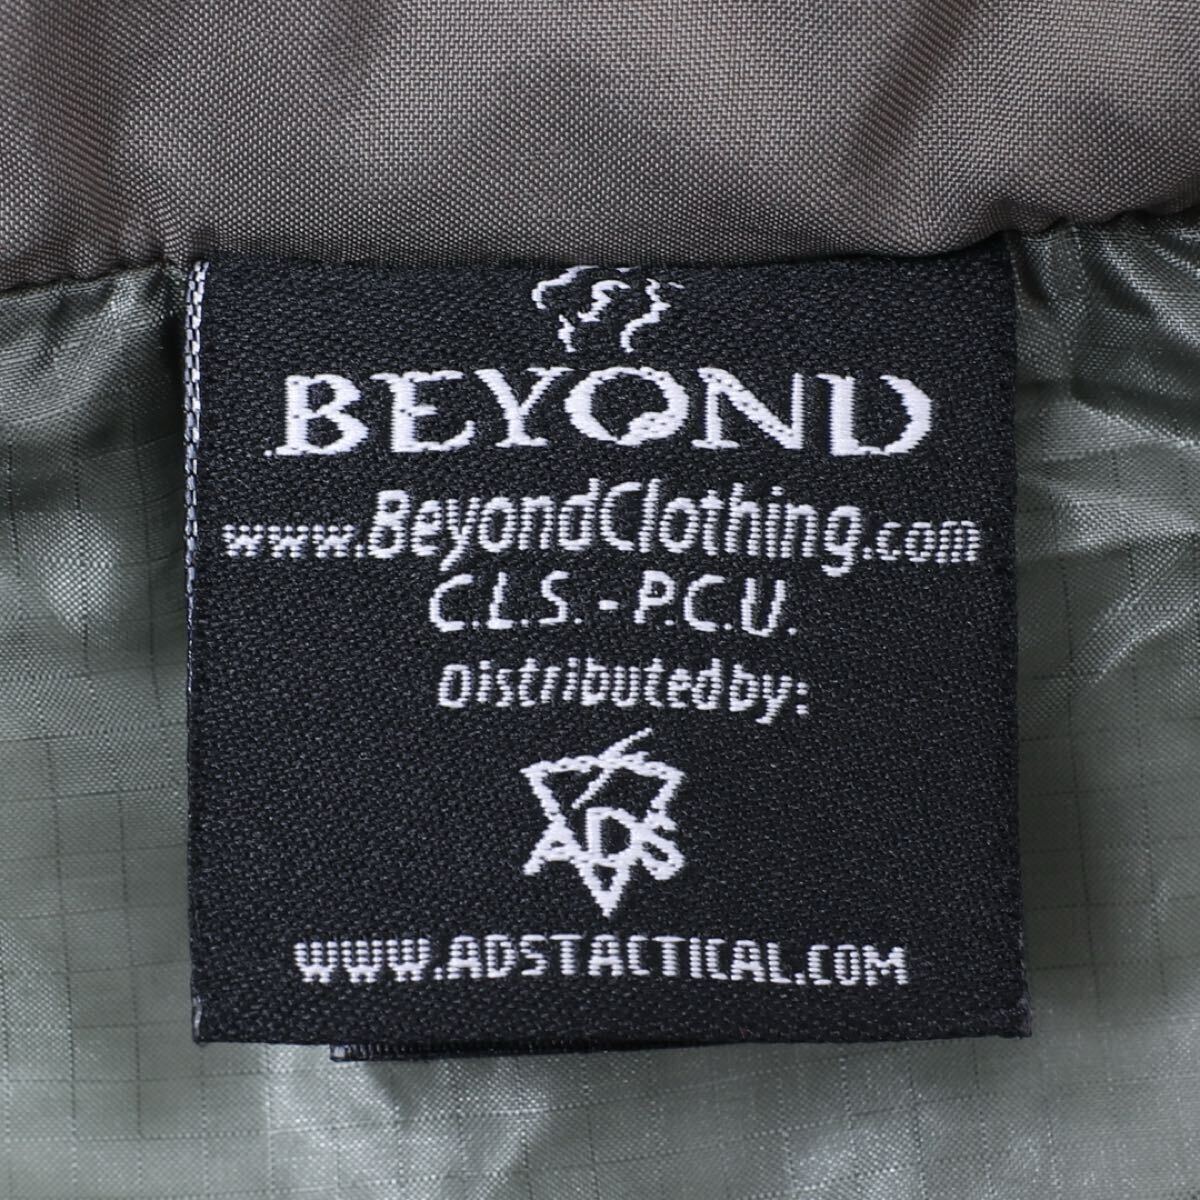 BEYOND
www.BeyondClothing.com
C.L.S. - P.C.U.
Distributed by:
ADS
WWW.ADSTACTICAL.COM